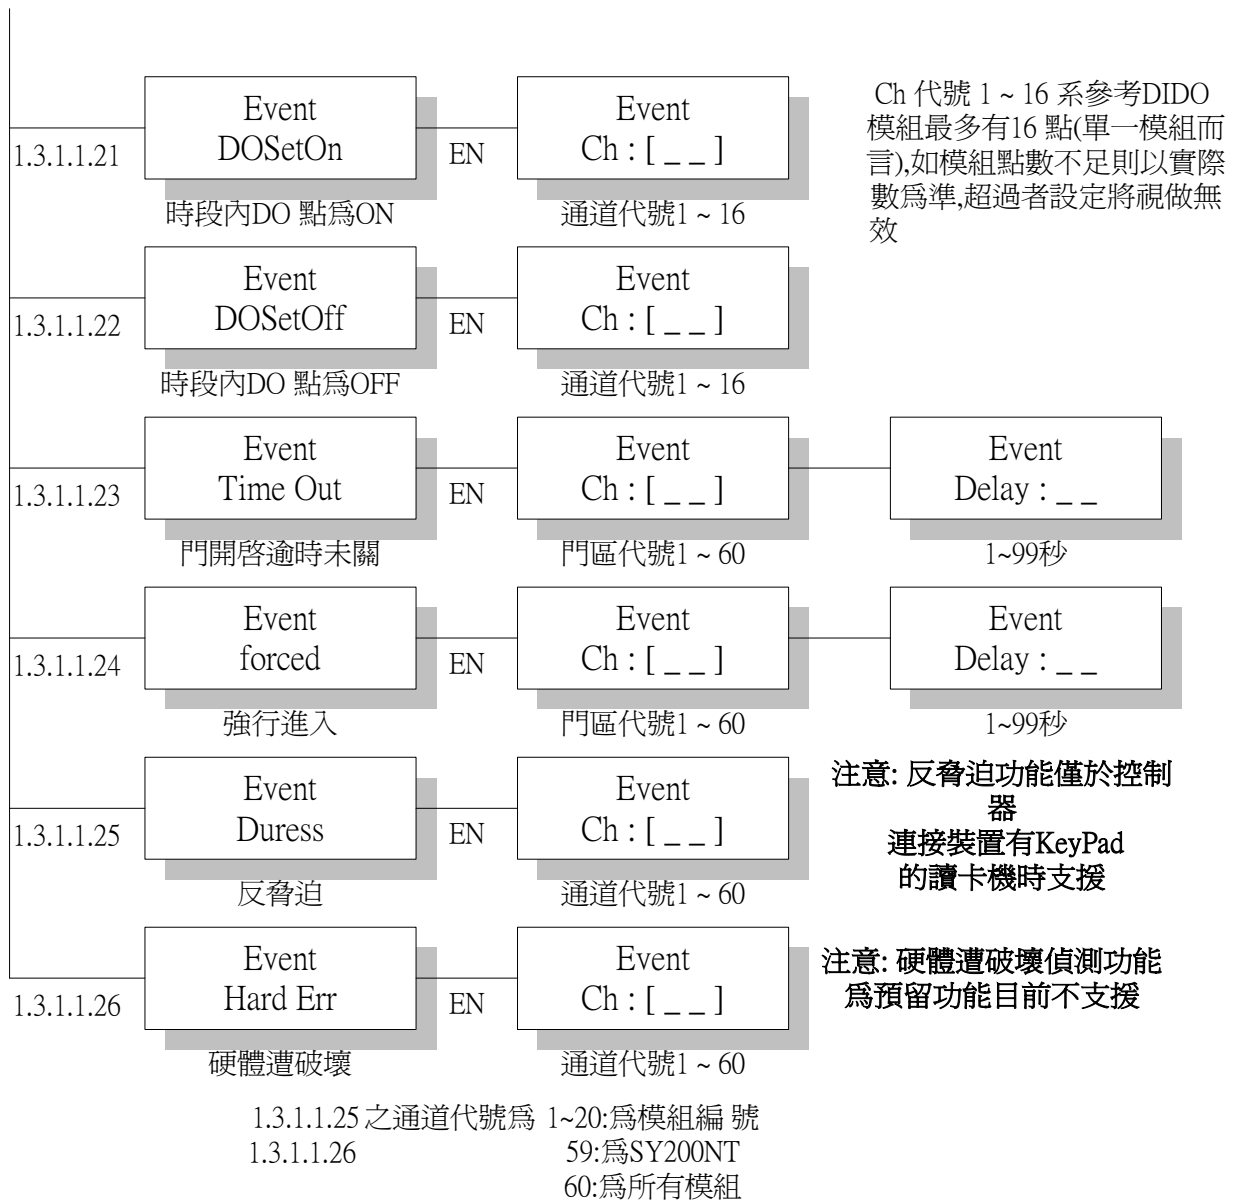 Event
DOSetOn
1.3.1.1.21
EN
Event
Ch : [ _ _ ]
時段內DO 點爲ON
通道代號1 ~ 16
Ch 代號 1 ~ 16 系參考DIDO
模組最多有16 點(單一模組而
言),如模組點數不足則以實際
數爲準,超過者設定將視做無
效
Event
DOSetOff
1.3.1.1.22
EN
Event
Ch : [ _ _ ]
時段內DO 點爲OFF
通道代號1 ~ 16
Event
Time Out
1.3.1.1.23
EN
Event
Ch : [ _ _ ]
Event
Delay : _ _
門開啓逾時未關
門區代號1 ~ 60
1~99秒
Event
forced
1.3.1.1.24
EN
Event
Ch : [ _ _ ]
Event
Delay : _ _
強行進入
門區代號1 ~ 60
1~99秒
Event
Duress
1.3.1.1.25
EN
Event
Ch : [ _ _ ]
反脅迫
通道代號1 ~ 60
注意: 反脅迫功能僅於控制
器
連接裝置有KeyPad
的讀卡機時支援
Event
Hard Err
1.3.1.1.26
EN
Event
Ch : [ _ _ ]
硬體遭破壞
通道代號1 ~ 60
注意: 硬體遭破壞偵測功能
爲預留功能目前不支援
1.3.1.1.25 之通道代號爲 1~20:爲模組編 號
1.3.1.1.26 59:爲SY200NT
60:爲所有模組